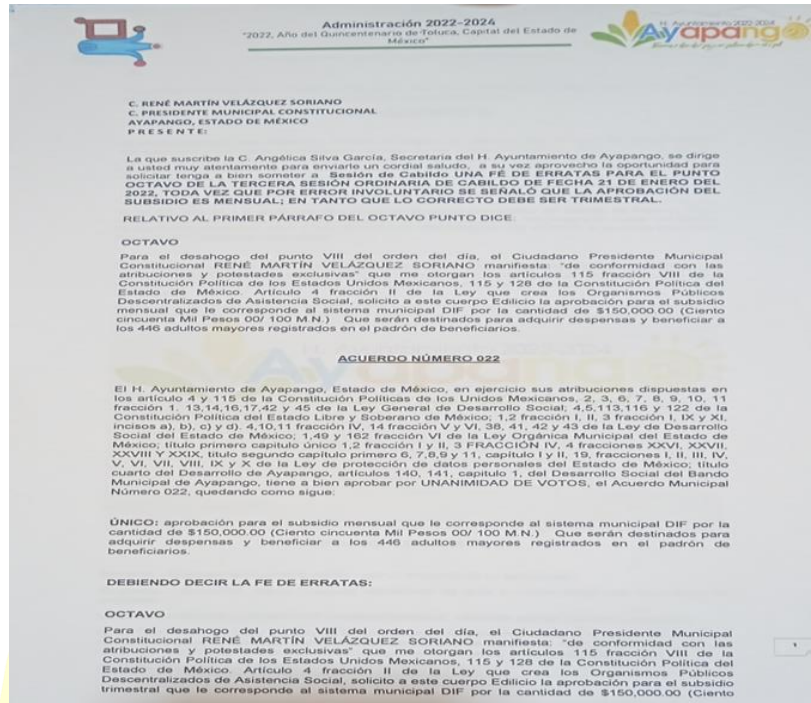 Administración 2022-2024
"2022, Año del Quincentenario de Toluca, Capital del Estado de
México"
H. Ayuntamiento 2022-2024
Ayapango
C. RENÉ MARTÍN VELÁZQUEZ SORIANO
C. PRESIDENTE MUNICIPAL CONSTITUCIONAL
AYAPANGO, ESTADO DE MÉXICO
P R E S E N T E:
La que suscribe la C. Angélica Silva García, Secretaria del H. Ayuntamiento de Ayapango, se dirige
a usted muy atentamente para enviarle un cordial saludo, a su vez aprovecho la oportunidad para
solicitar tenga a bien someter a Sesión de Cabildo UNA FÉ DE ERRATAS PARA EL PUNTO
OCTAVO DE LA TERCERA SESIÓN ORDINARIA DE CABILDO DE FECHA 21 DE ENERO DEL
2022, TODA VEZ QUE POR ERROR INVOLUNTARIO SE SEÑALÓ QUE LA APROBACIÓN DEL
SUBSIDIO ES MENSUAL; EN TANTO QUE LO CORRECTO DEBE SER TRIMESTRAL.
RELATIVO AL PRIMER PÁRRAFO DEL OCTAVO PUNTO DICE:
OCTAVO
Para el desahogo del punto VIII del orden del día, el Ciudadano Presidente Municipal
Constitucional RENÉ MARTÍN VELÁZQUEZ SORIANO manifiesta: "de conformidad con las
atribuciones y potestades exclusivas" que me otorgan los artículos 115 fracción VIII de la
Constitución Política de los Estados Unidos Mexicanos, 115 y 128 de la Constitución Política del
Estado de México. Artículo 4 fracción II de la Ley que crea los Organismos Públicos
Descentralizados de Asistencia Social, solicito a este cuerpo Edilicio la aprobación para el subsidio
mensual que le corresponde al sistema municipal DIF por la cantidad de $150,000.00 (Ciento
cincuenta Mil Pesos 00/ 100 M.N.) Que serán destinados para adquirir despensas y beneficiar a
los 446 adultos mayores registrados en el padrón de beneficiarios.
ACUERDO NÚMERO 022
El H. Ayuntamiento de Ayapango, Estado de México, en ejercicio sus atribuciones dispuestas en
los artículo 4 y 115 de la Constitución Políticas de los Unidos Mexicanos, 2, 3, 6, 7, 8, 9, 10, 11
fracción 1. 13,14,16,17,42 y 45 de la Ley General de Desarrollo Social; 4,5,113,116 y 122 de la
Constitución Política del Estado Libre y Soberano de México; 1,2 fracción I, II, 3 fracción I, IX y XI,
incisos a), b), c) y d). 4,10,11 fracción IV, 14 fracción V y VI, 38, 41, 42 y 43 de la Ley de Desarrollo
Social del Estado de México; 1,49 y 162 fracción VI de la Ley Orgánica Municipal del Estado de
México; título primero capítulo único 1,2 fracción I y II, 3 FRACCIÓN IV, 4 fracciones XXVI, XXVII,
XXVIII Y XXIX, título segundo capítulo primero 6, 7,8,9 y 11, capítulo I y II, 19, fracciones I, II, III, IV,
V, VI, VII, VIII, IX y X de la Ley de protección de datos personales del Estado de México; título
cuarto del Desarrollo de Ayapango, artículos 140, 141, capitulo 1, del Desarrollo Social del Bando
Municipal de Ayapango, tiene a bien aprobar por UNANIMIDAD DE VOTOS, el Acuerdo Municipal
Número 022, quedando como sigue:
ÚNICO: aprobación para el subsidio mensual que le corresponde al sistema municipal DIF por la
cantidad de $150,000.00 (Ciento cincuenta Mil Pesos 00/ 100 M.N.) Que serán destinados para
adquirir despensas y beneficiar a los 446 adultos mayores registrados en el padrón de
beneficiarios.
DEBIENDO DECIR LA FE DE ERRATAS:
OCTAVO
Para el desahogo del punto VIII del orden del día, el Ciudadano Presidente Municipal
Constitucional RENÉ MARTÍN VELÁZQUEZ SORIANO manifiesta: "de conformidad con las
atribuciones y potestades exclusivas" que me otorgan los artículos 115 fracción VIII de la
Constitución Política de los Estados Unidos Mexicanos, 115 y 128 de la Constitución Política del
Estado de México. Artículo 4 fracción II de la Ley que crea los Organismos Públicos
Descentralizados de Asistencia Social, solicito a este cuerpo Edilicio la aprobación para el subsidio
trimestral que le corresponde al sistema municipal DIF por la cantidad de $150,000.00 (Ciento
1